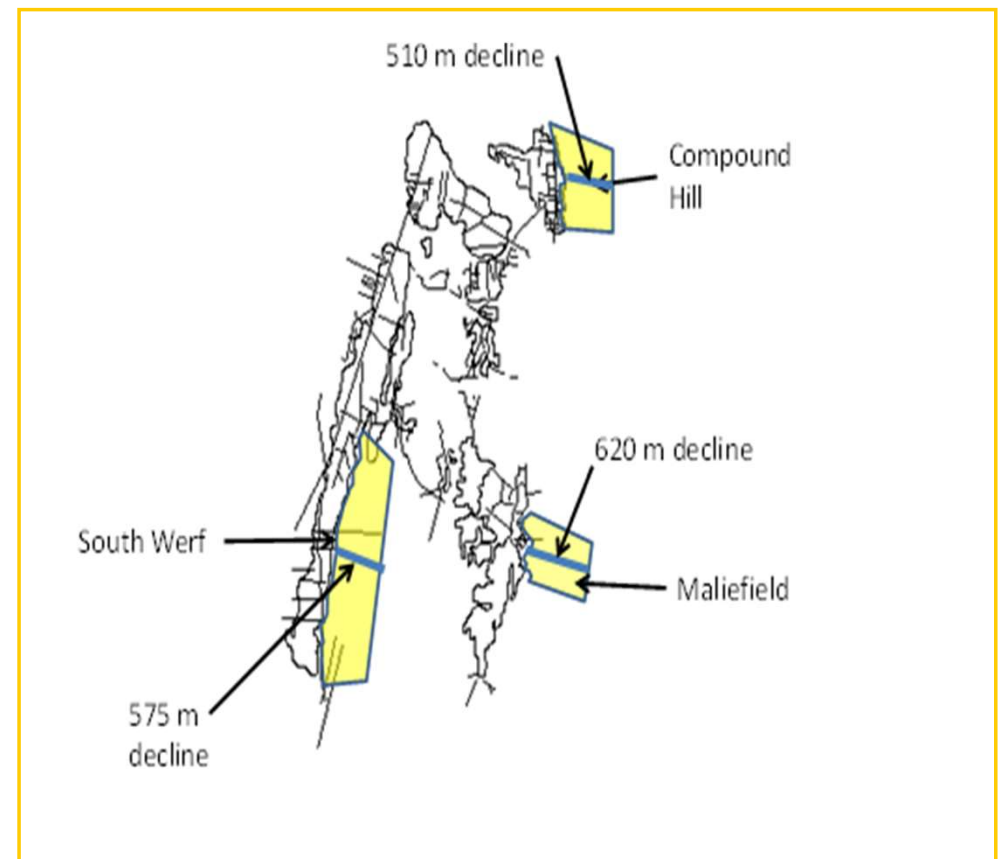 510 m decline
Compound
Hill
620 m decline
South Werf
Maliefield
575 m
decline